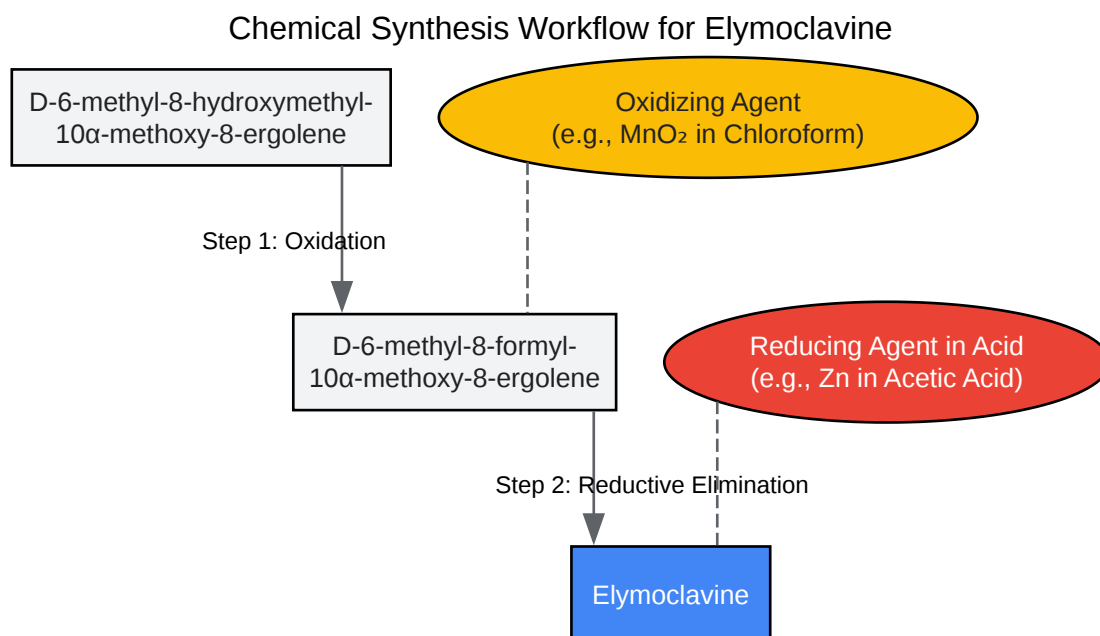 Chemical Synthesis Workflow for Elymoclavine
D-6-methyl-8-hydroxymethyl-
10α-methoxy-8-ergolene
Oxidizing Agent
(e.g., MnO₂ in Chloroform)
Step 1: Oxidation
D-6-methyl-8-formyl-
10α-methoxy-8-ergolene
Reducing Agent in Acid
(e.g., Zn in Acetic Acid)
Step 2: Reductive Elimination
Elymoclavine